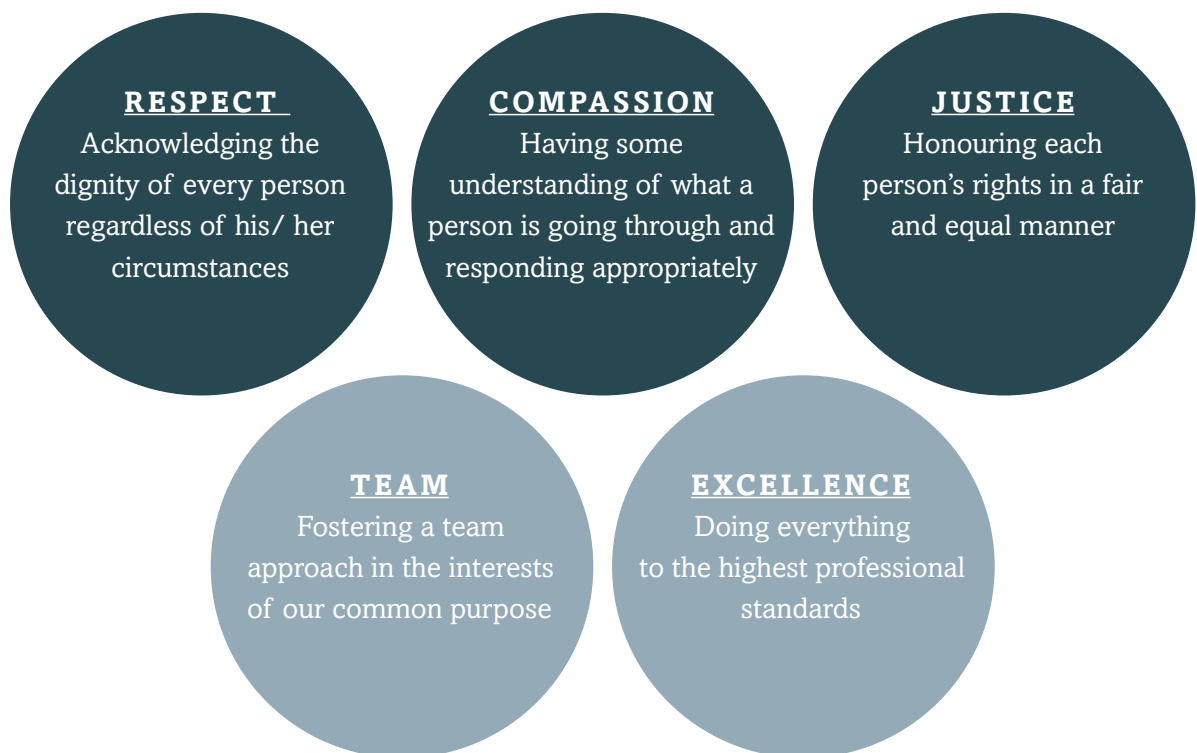 RESPECT
Acknowledging the
dignity of every person
regardless of his/ her
circumstances
COMPASSION
Having some
understanding of what a
person is going through and
responding appropriately
JUSTICE
Honouring each
person’s rights in a fair
and equal manner
TEAM
Fostering a team
approach in the interests
of our common purpose
EXCELLENCE
Doing everything
to the highest professional
standards